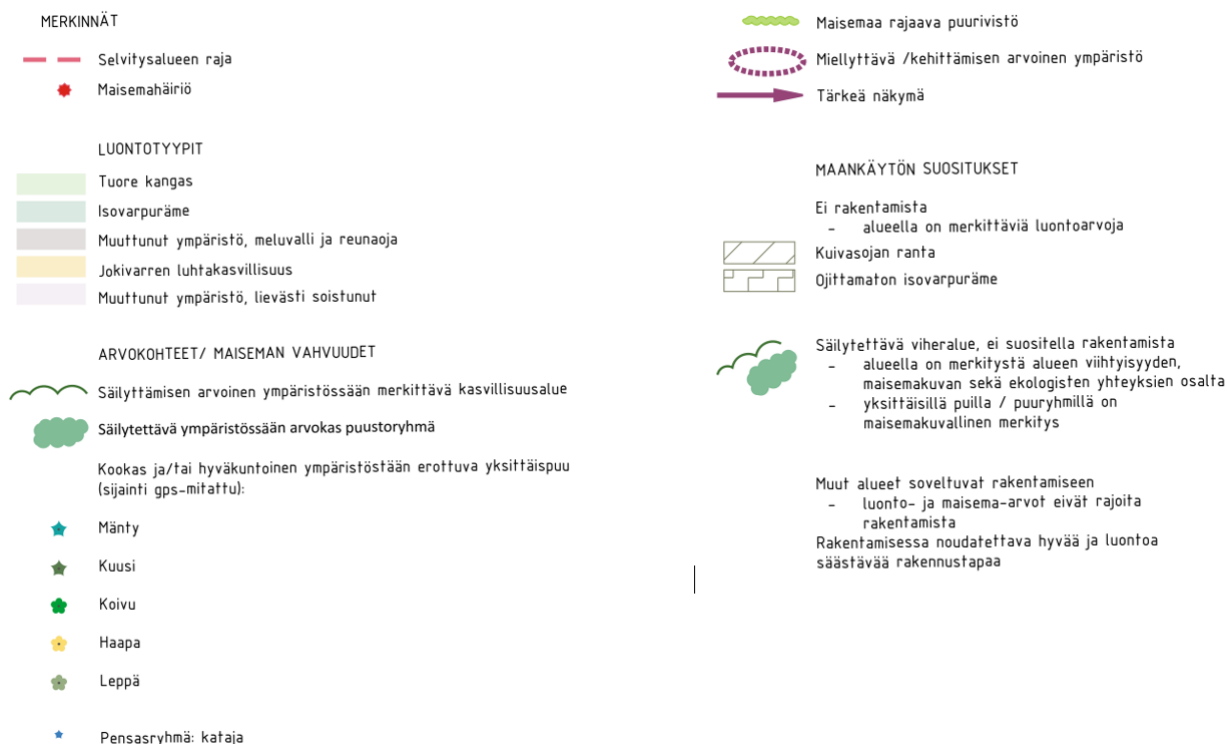 MERKINNÄT
Selvitysalueen raja
Maisemahäiriö
LUONTOTYYPIT
Tuore kangas
Isovarpuräme
Muuttunut ympäristö, meluvalli ja reunaoja
Jokivarren luhtakasvillisuus
Muuttunut ympäristö, lievästi soistunut
ARVOKOHTEET/ MAISEMAN VAHVUUDET
Säilyttämisen arvoinen ympäristössään merkittävä kasvillisuusalue
Säilytettävä ympäristössään arvokas puustoryhmä
Kookas ja/tai hyväkuntoinen ympäristöstään erottuva yksittäispuu
(sijainti gps-mitattu):
Mänty
Kuusi
Koivu
Haapa
Leppä
Pensasryhmä: kataja
Maisemaa rajaava puurivistö
Miellyttävä /kehittämisen arvoinen ympäristö
Tärkeä näkymä
MAANKÄYTÖN SUOSITUKSET
Ei rakentamista
- alueella on merkittäviä luontoarvoja
Kuivasojan ranta
Ojittamaton isovarpuräme
Säilytettävä viheralue, ei suositella rakentamista
- alueella on merkitystä alueen viihtyisyyden,
maisemakuvan sekä ekologisten yhteyksien osalta
- yksittäisillä puilla / puuryhmillä on
maisemakuvallinen merkitys
Muut alueet soveltuvat rakentamiseen
- luonto- ja maisema-arvot eivät rajoita
rakentamista
Rakentamisessa noudatettava hyvää ja luontoa
säästävää rakennustapaa